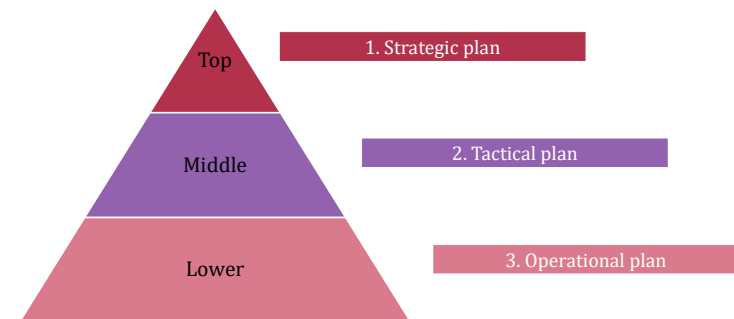 Top
1. Strategic plan
Middle
2. Tactical plan
Lower
3. Operational plan